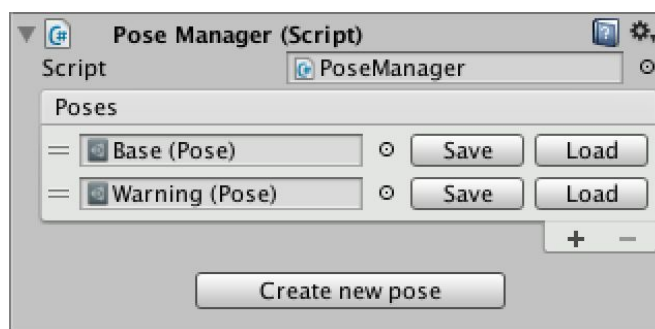 Pose Manager (Script)
Script PoseManager
Poses
Base (Pose) Save Load
Warning (Pose) Save Load
+ −
Create new pose